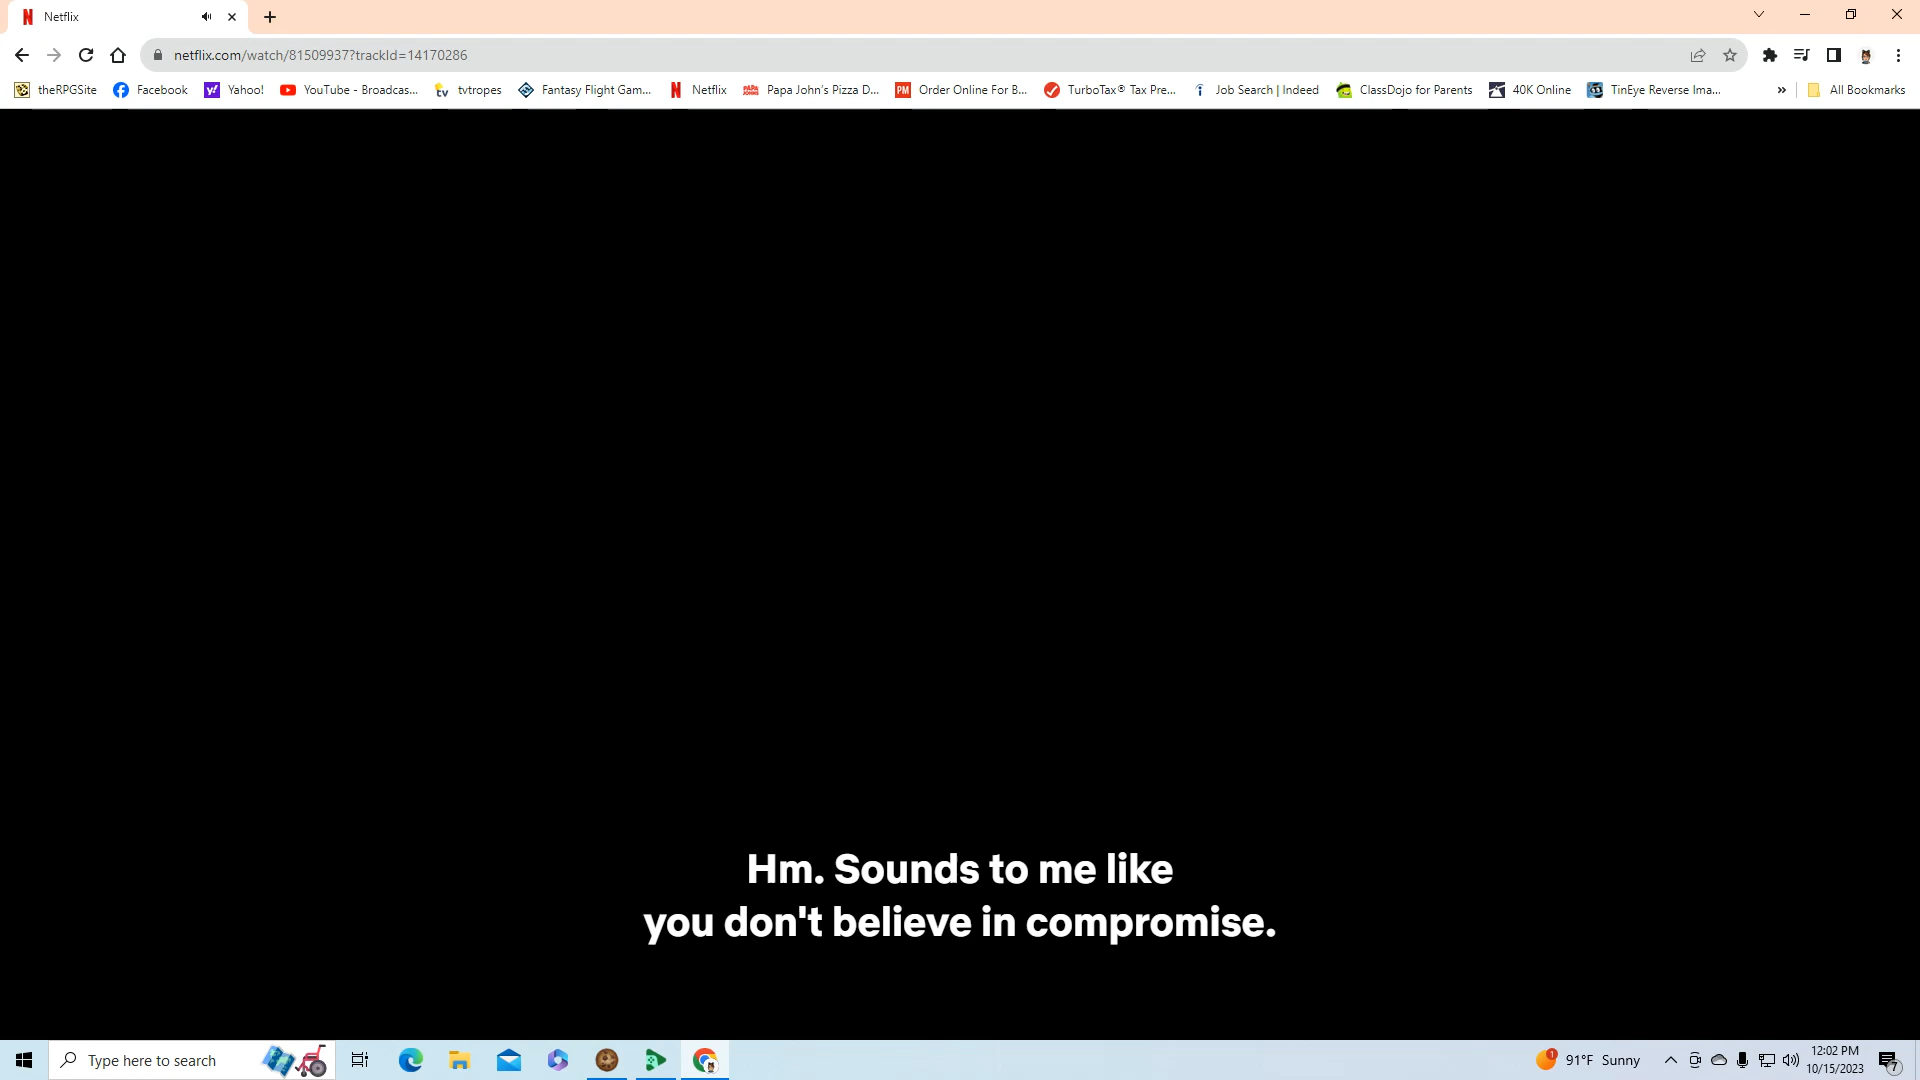 Netflix
netflix.com/watch/81509937?trackId=14170286
theRPGSite Facebook Yahoo! YouTube - Broadcas... tvtropes Fantasy Flight Gam... Netflix Papa John's Pizza D... Order Online For B... TurboTax® Tax Pre... Job Search | Indeed ClassDojo for Parents 40K Online TinEye Reverse Ima... » All Bookmarks
Hm. Sounds to me like
you don't believe in compromise.
Type here to search
91°F Sunny
12:02 PM
10/15/2023
7